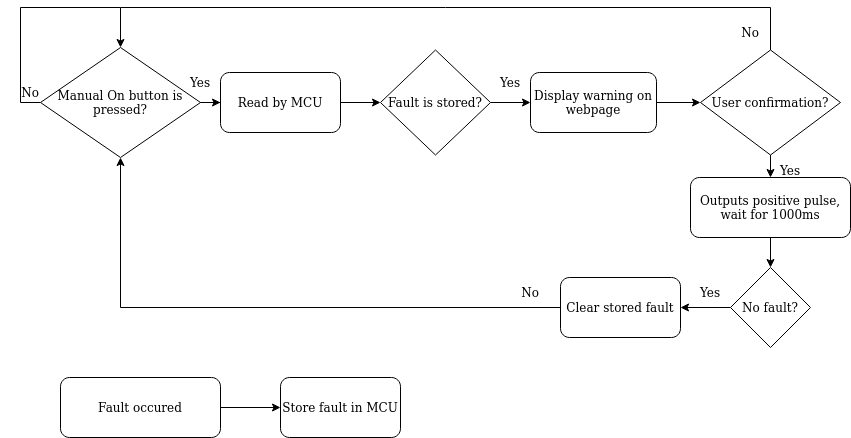 No
No
Manual On button is
pressed?
Yes
Read by MCU
Fault is stored?
Yes
Display warning on
webpage
User confirmation?
Yes
Outputs positive pulse,
wait for 1000ms
No fault?
Yes
Clear stored fault
No
Fault occured
Store fault in MCU